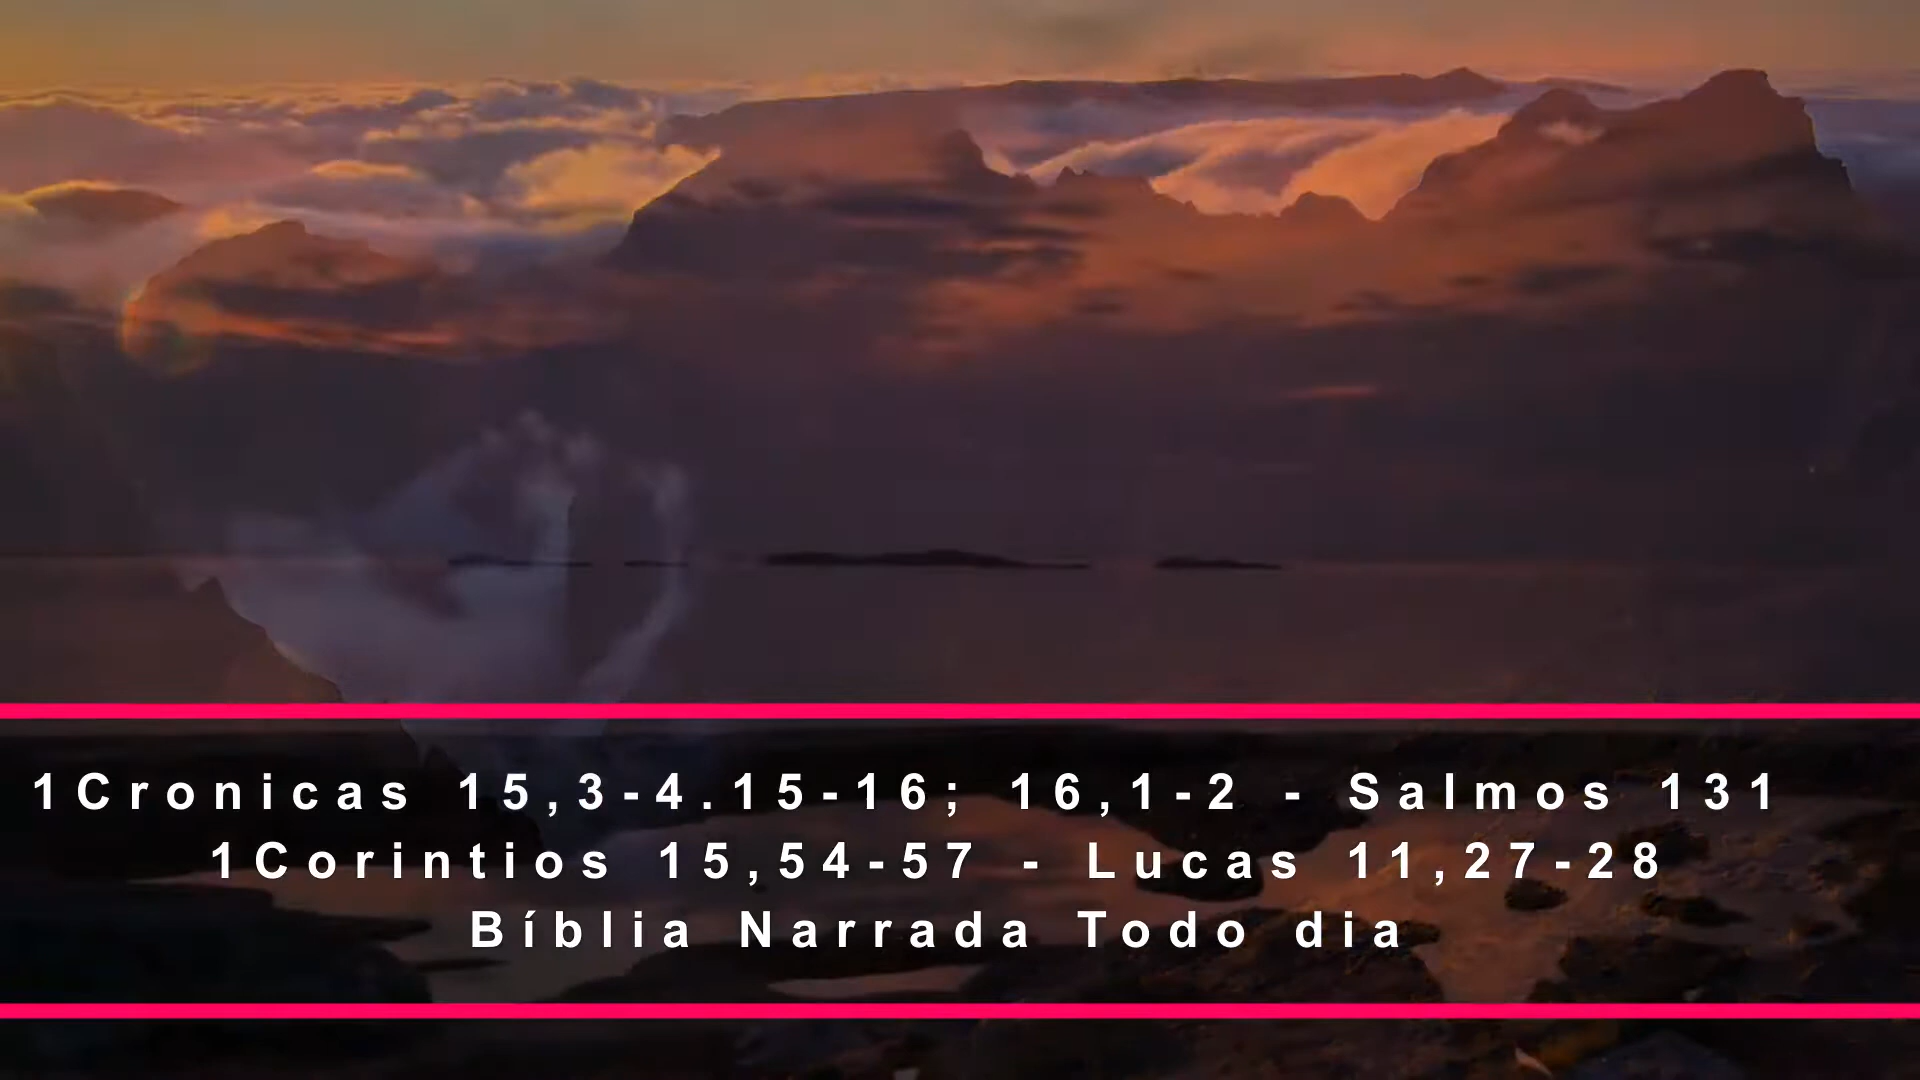 1Cronicas 15,3-4.15-16; 16,1-2 - Salmos 131
1Corintios 15,54-57 - Lucas 11,27-28
Bíblia Narrada Todo dia